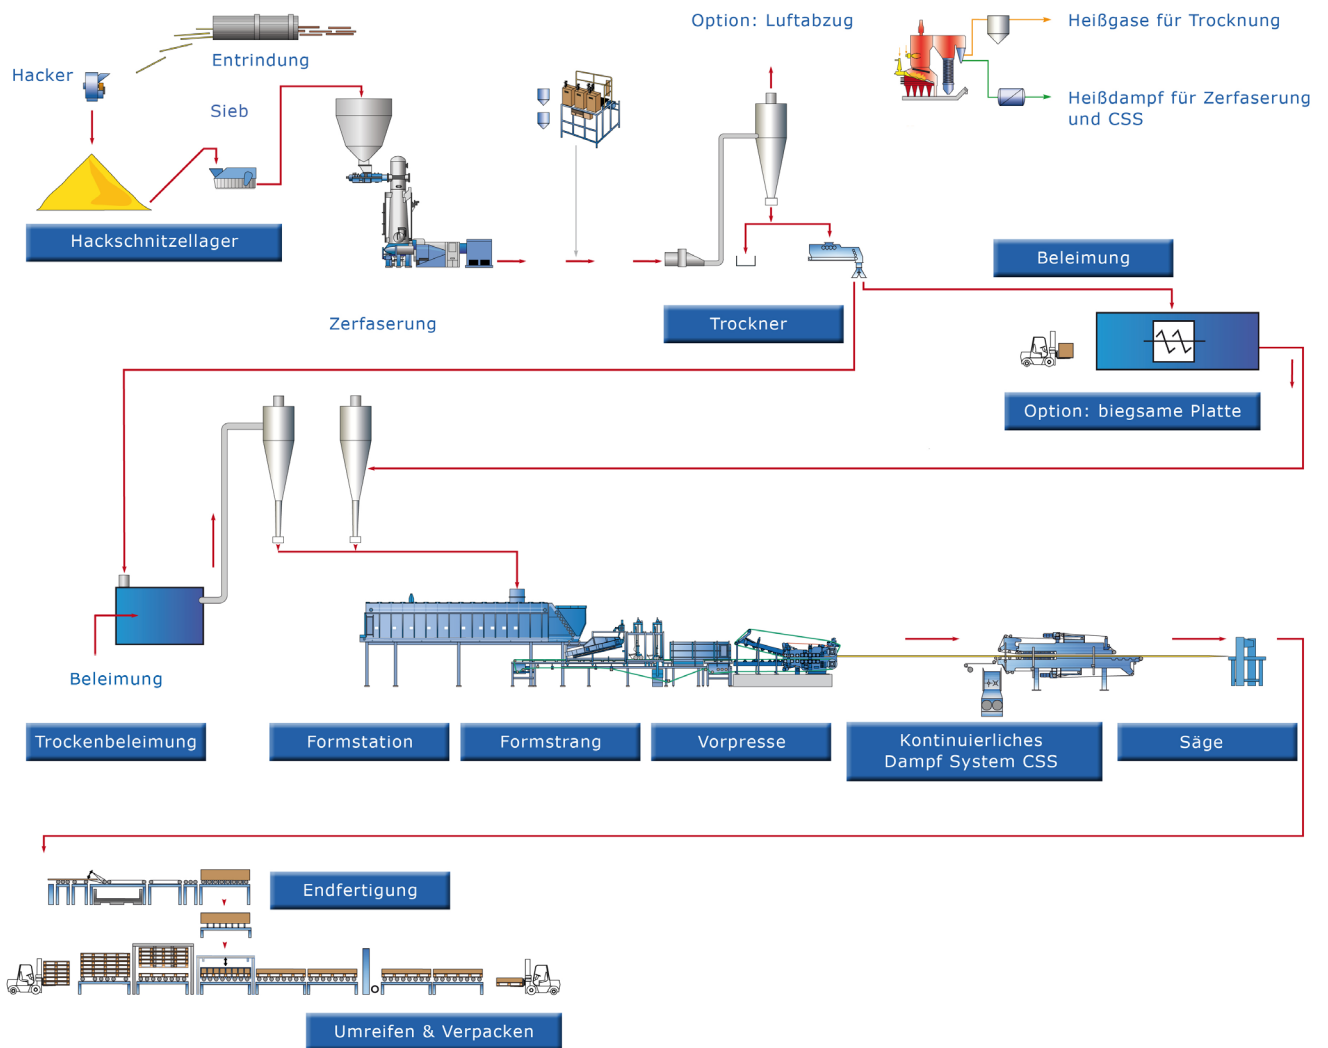 Option: Luftabzug
Heißgase für Trocknung
Entrindung
Hacker
Sieb
Heißdampf für Zerfaserung
und CSS
Hackschnitzellager
Beleimung
Zerfaserung
Trockner
Option: biegsame Platte
Beleimung
Trockenbeleimung
Formstation
Formstrang
Vorpresse
Kontinuierliches
Dampf System CSS
Säge
Endfertigung
Umreifen & Verpacken